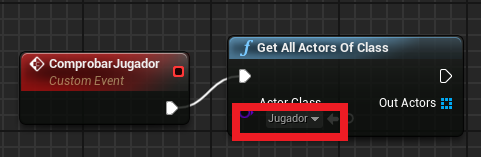 ComprobarJugador
Custom Event
f Get All Actors Of Class
Actor Class
Jugador
Out Actors